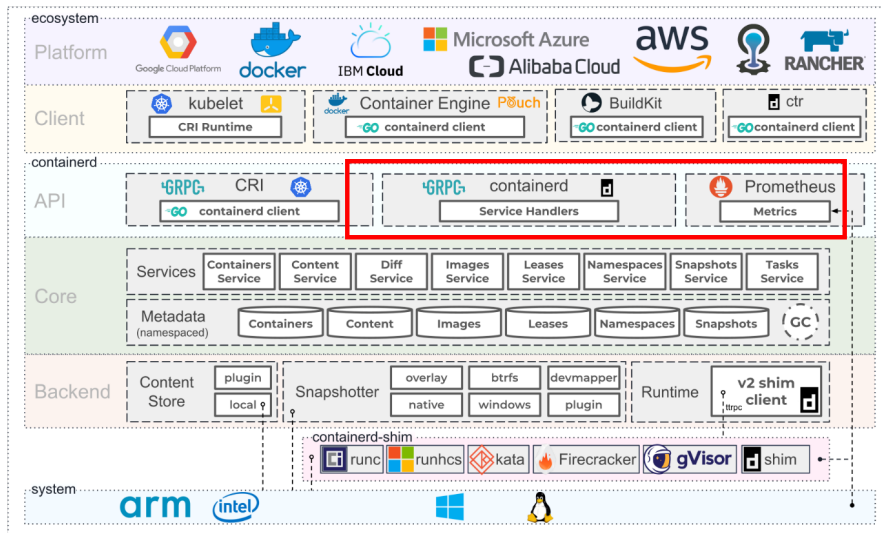 ecosystem
Platform
Google Cloud Platform
docker
IBM Cloud
Microsoft Azure
Alibaba Cloud
aws
RANCHER
Client
kubelet
CRI Runtime
docker
Container Engine
Pouch
GO containerd client
BuildKit
GO containerd client
ctr
GO containerd client
containerd
API
GRPC
CRI
GO containerd client
GRPC
containerd
Service Handlers
Prometheus
Metrics
Core
Services
Containers
Service
Content
Service
Diff
Service
Images
Service
Leases
Service
Namespaces
Service
Snapshots
Service
Tasks
Service
Metadata
(namespaced)
Containers
Content
Images
Leases
Namespaces
Snapshots
GC
Backend
Content
Store
plugin
local
Snapshotter
overlay
btrfs
devmapper
native
windows
plugin
Runtime
v2 shim
client
ttrpc
containerd-shim
runc
runhcs
kata
Firecracker
gVisor
shim
system
arm
intel